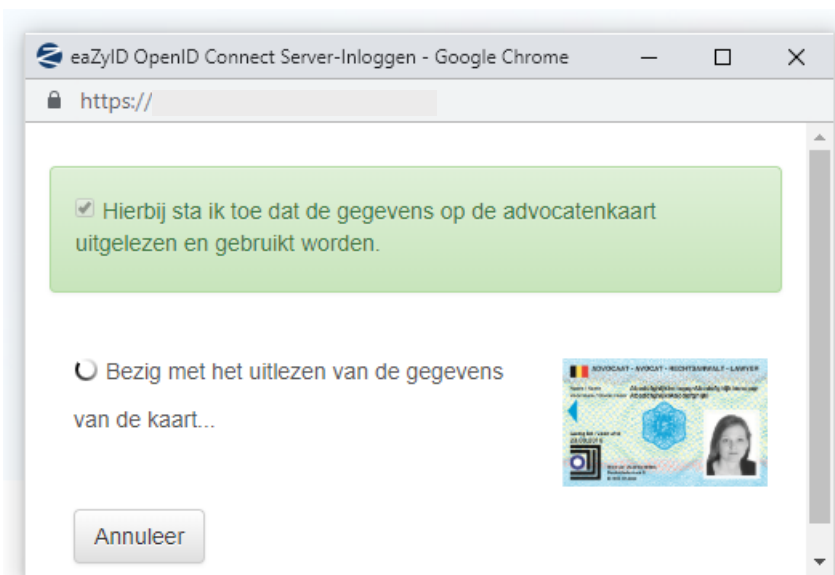 eaZyID OpenID Connect Server-Inloggen - Google Chrome
https://
Hierbij sta ik toe dat de gegevens op de advocatenkaart
uitgelezen en gebruikt worden.
Bezig met het uitlezen van de gegevens
van de kaart...
ADVOCAAT - AVOCAT - RECHTSANWALT - LAWYER
Annuleer